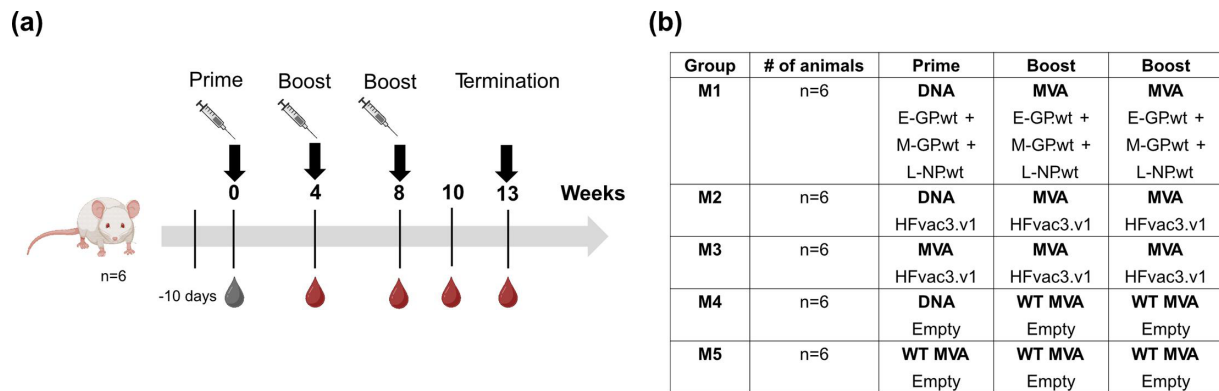 (a)
Prime Boost Boost Termination
0 4 8 10 13 Weeks
n=6
-10 days
(b)
Group # of animals Prime Boost Boost
M1 n=6 DNA MVA MVA
E-GP.wt + E-GP.wt + E-GP.wt +
M-GP.wt + M-GP.wt + M-GP.wt +
L-NP.wt L-NP.wt L-NP.wt
M2 n=6 DNA MVA MVA
HFvac3.v1 HFvac3.v1 HFvac3.v1
M3 n=6 MVA MVA MVA
HFvac3.v1 HFvac3.v1 HFvac3.v1
M4 n=6 DNA WT MVA WT MVA
Empty Empty Empty
M5 n=6 WT MVA WT MVA WT MVA
Empty Empty Empty